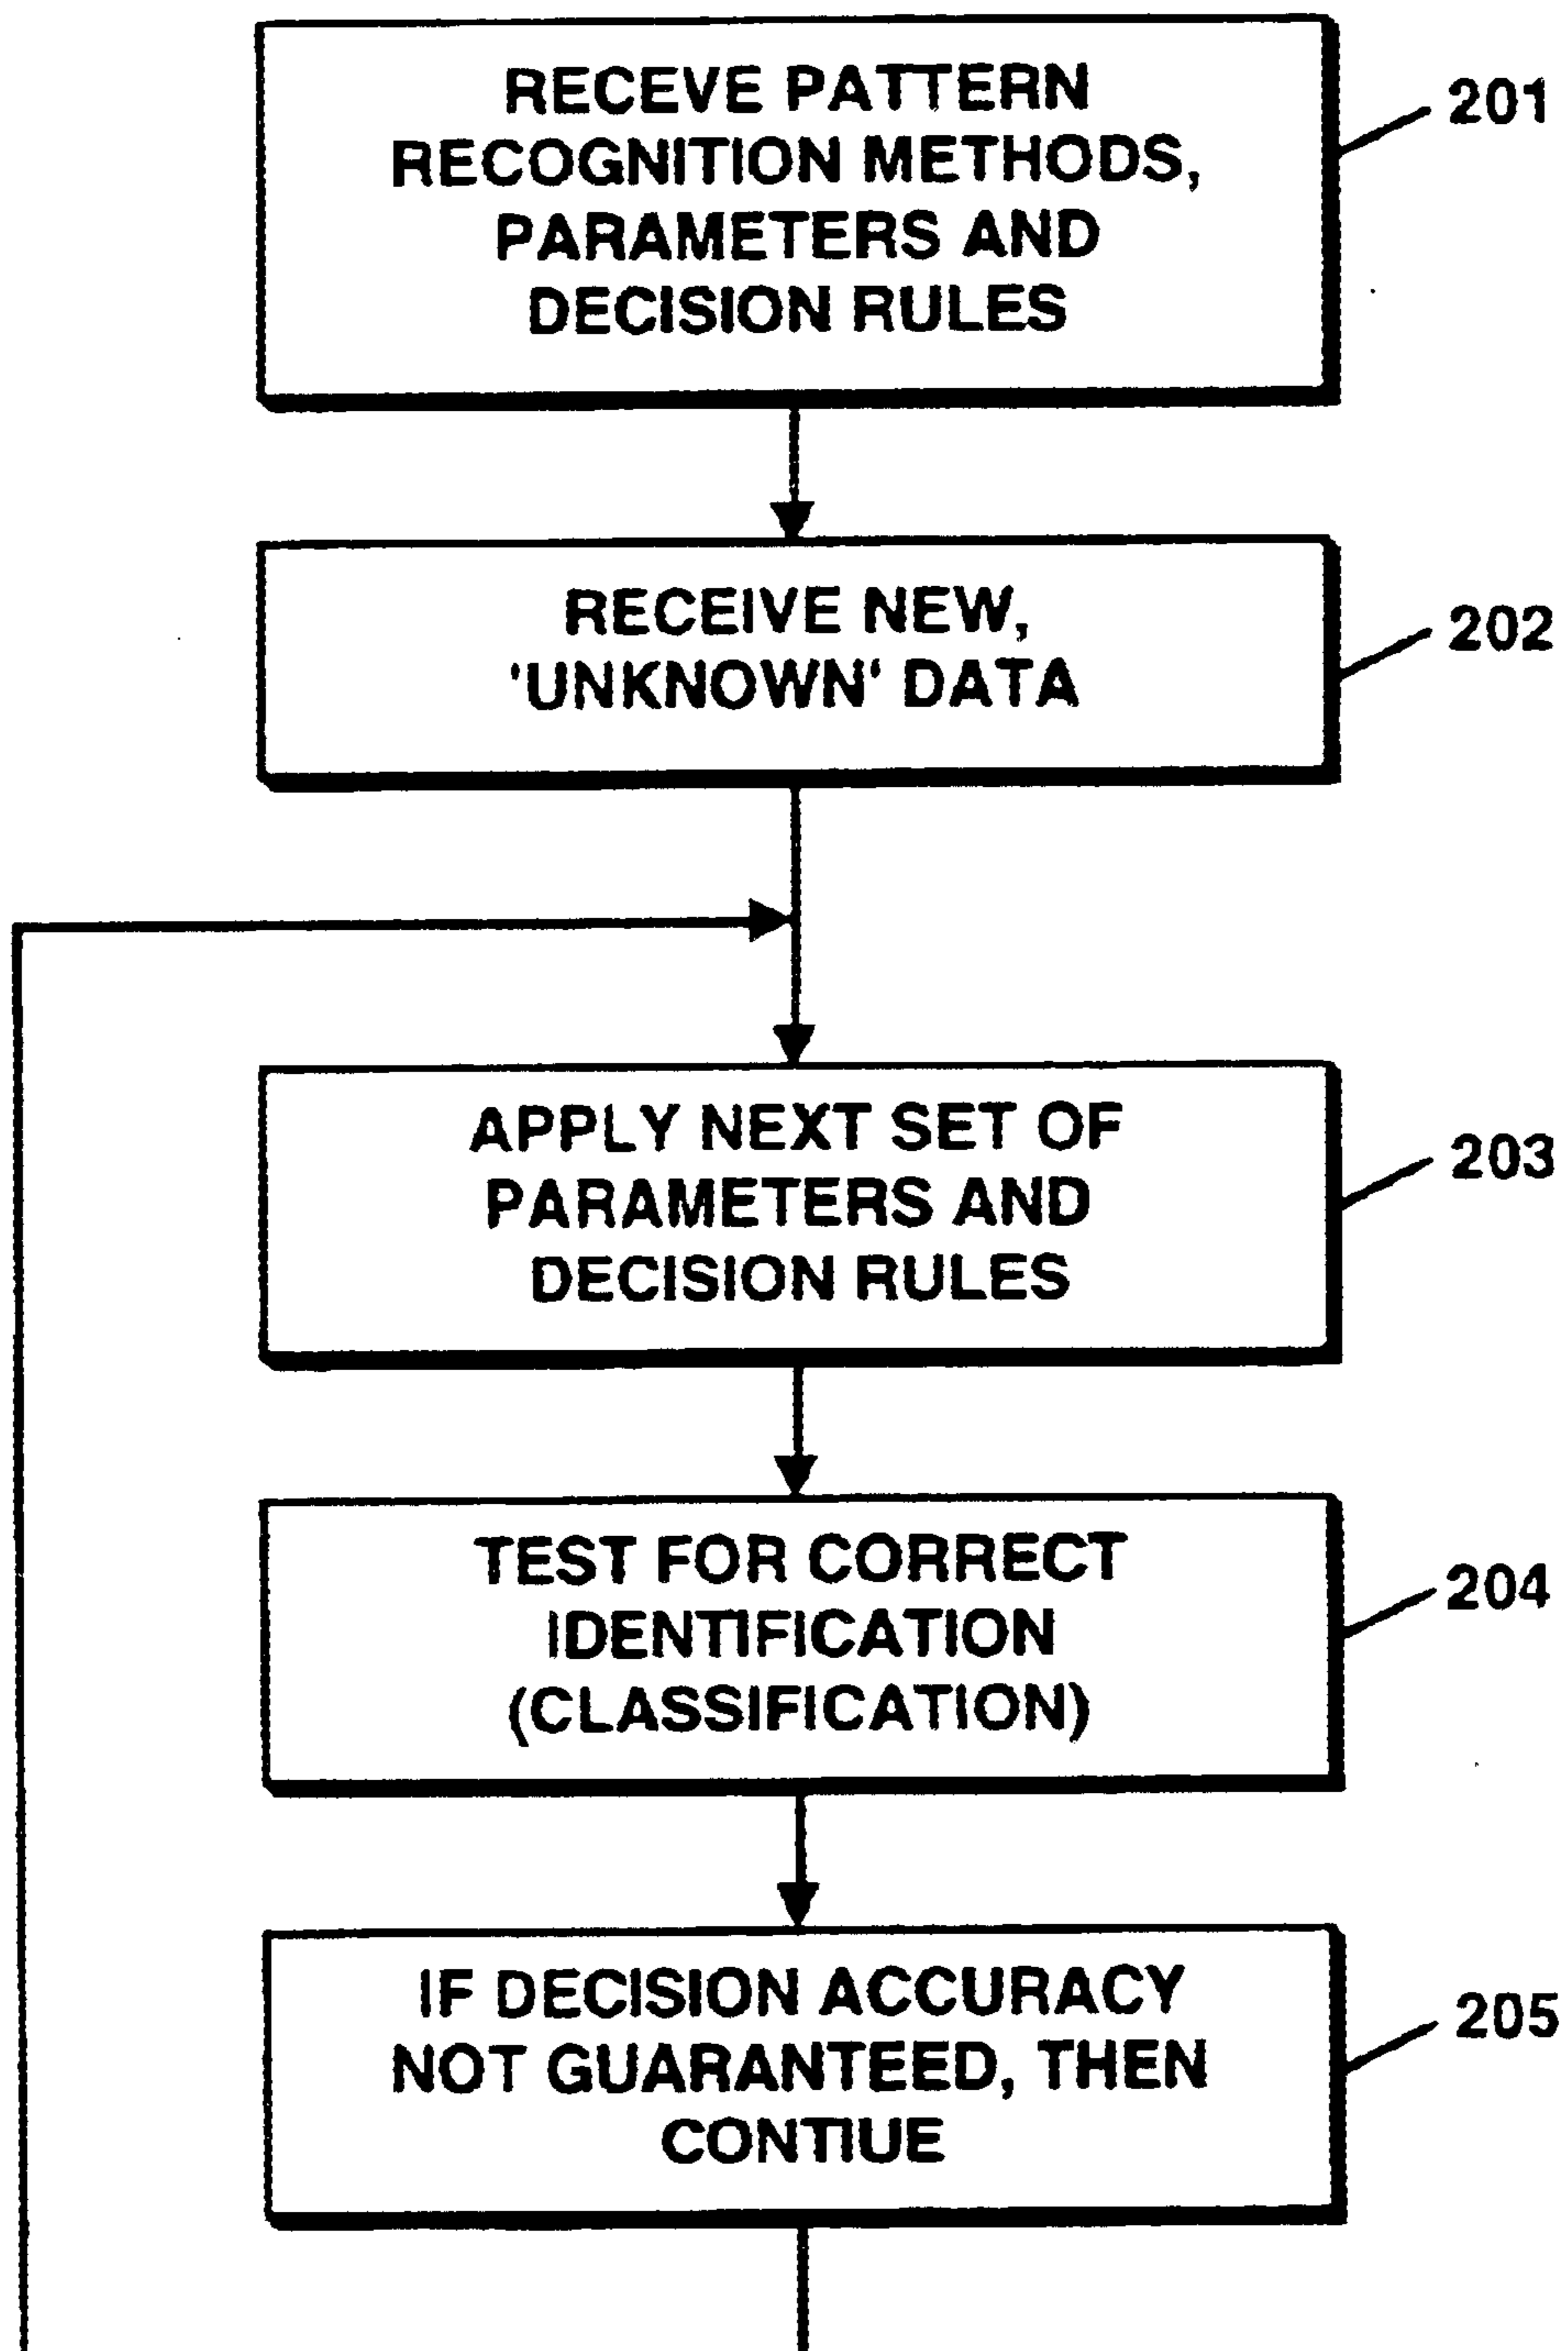 RECEVE PATTERN
RECOGNITION METHODS,
PARAMETERS AND
DECISION RULES
201
RECEIVE NEW,
'UNKNOWN' DATA
202
APPLY NEXT SET OF
PARAMETERS AND
DECISION RULES
203
TEST FOR CORRECT
IDENTIFICATION
(CLASSIFICATION)
204
IF DECISION ACCURACY
NOT GUARANTEED, THEN
CONTIUE
205